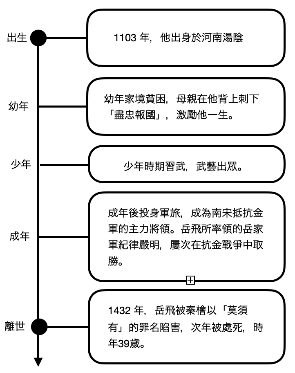 出生
1103 年，他出身於河南湯陰
幼年
幼年家境貧困，母親在他背上刺下
「盡忠報國」，激勵他一生。
少年
少年時期習武，武藝出眾。
成年
成年後投身軍旅，成為南宋抵抗金
軍的主力將領。岳飛所率領的岳家
軍紀律嚴明，屢次在抗金戰爭中取
勝。
離世
1432 年，岳飛被秦檜以「莫須
有」的罪名陷害，次年被處死，時
年39歲。